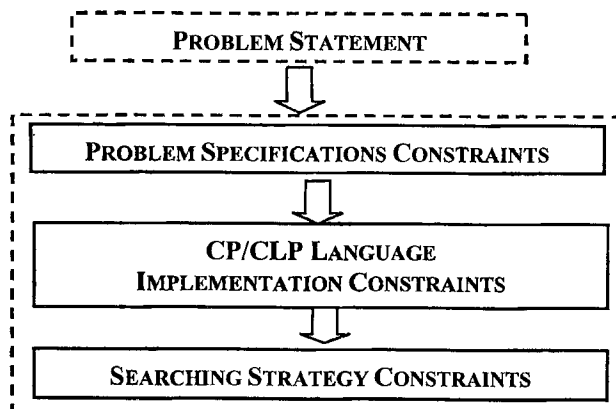 PROBLEM STATEMENT
PROBLEM SPECIFICATIONS CONSTRAINTS
CP/CLP LANGUAGE
IMPLEMENTATION CONSTRAINTS
SEARCHING STRATEGY CONSTRAINTS